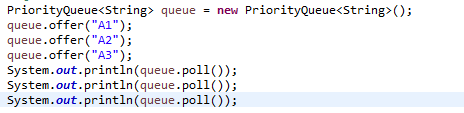 PriorityQueue<String> queue = new PriorityQueue<String>();
queue.offer("A1");
queue.offer("A2");
queue.offer("A3");
System.out.println(queue.poll());
System.out.println(queue.poll());
System.out.println(queue.poll());